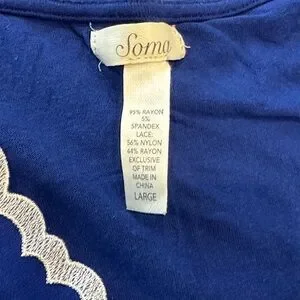 Soma
95% RAYON
5%
SPANDEX
LACE:
56% NYLON
44% RAYON
EXCLUSIVE
OF TRIM
MADE IN
CHINA
LARGE